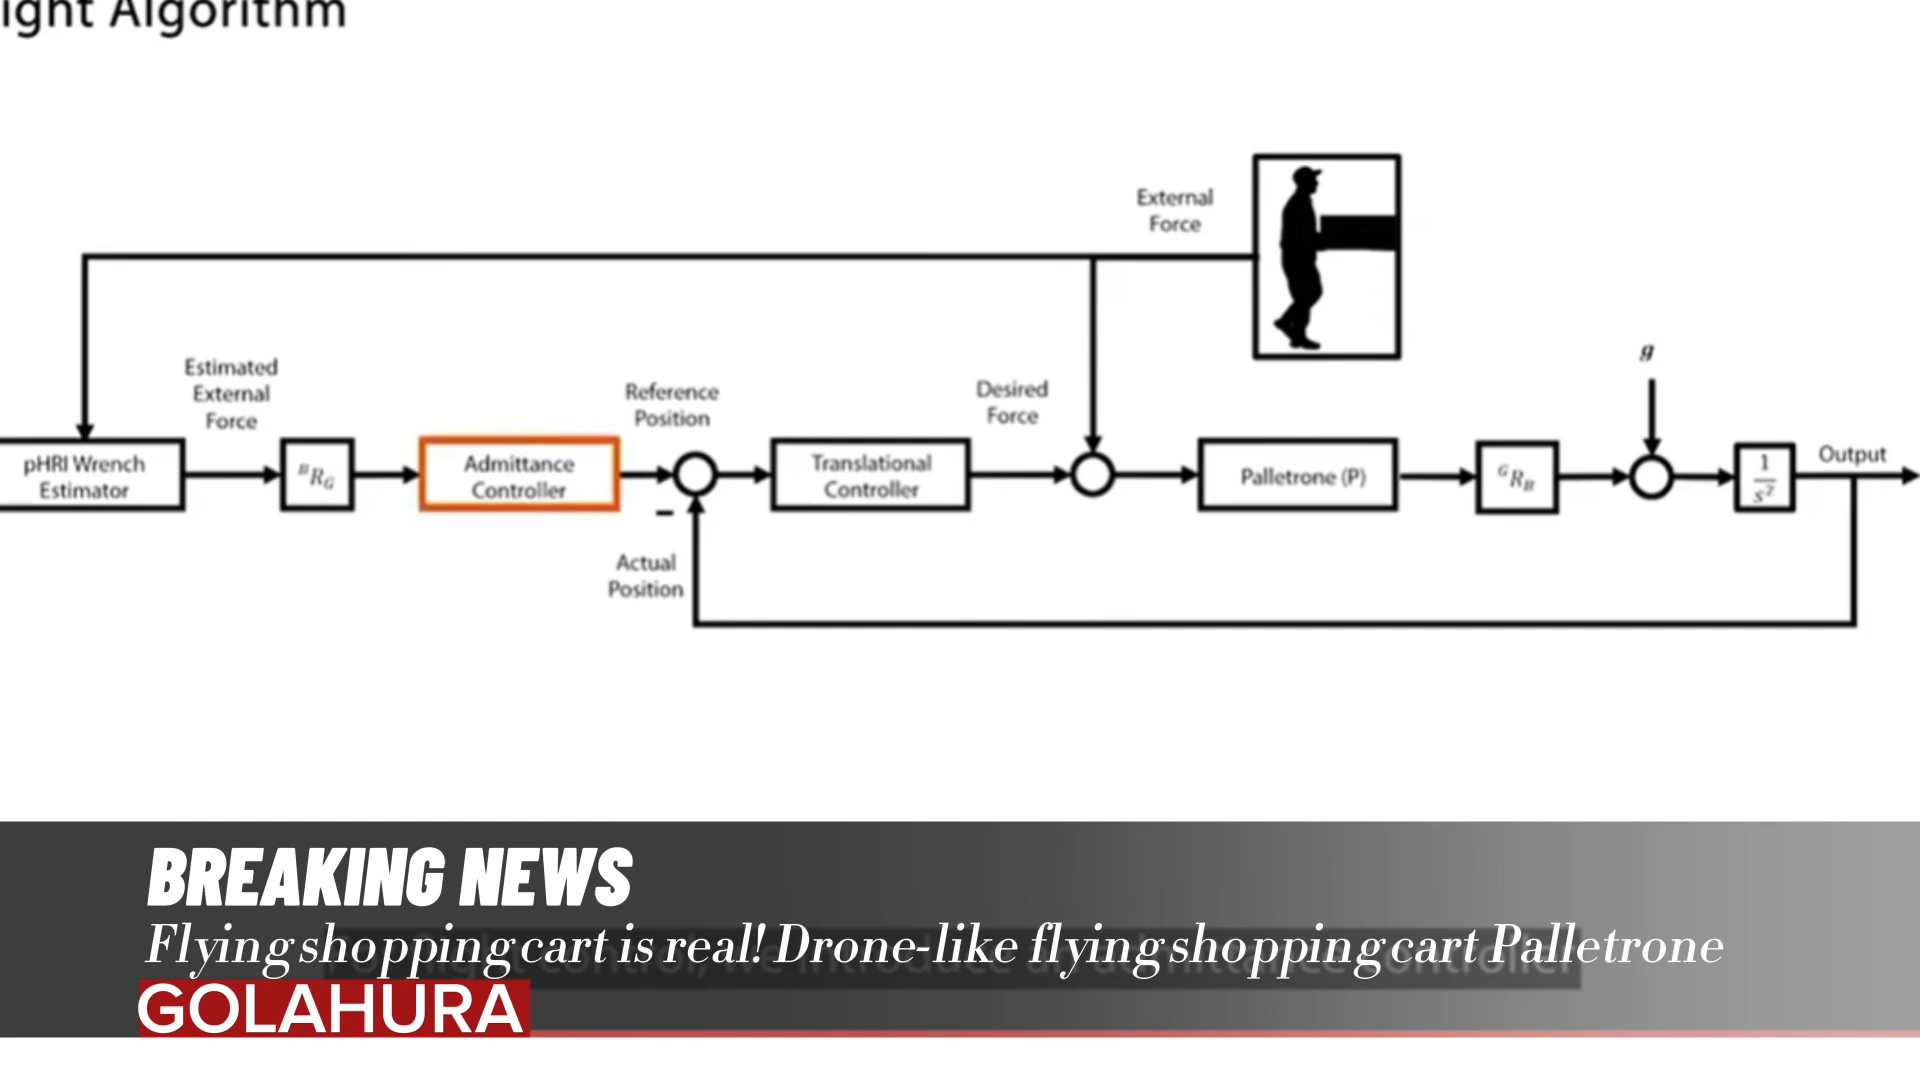 ight Algorithm
External
Force
g
Estimated
External
Force
Reference
Position
Desired
Force
pHRI Wrench
Estimator
ᴮR_G
Admittance
Controller
Translational
Controller
Palletrone (P)
ᴳR_B
1
s²
Output
–
Actual
Position
BREAKING NEWS
Flying shopping cart is real! Drone-like flying shopping cart Palletrone
GOLAHURA